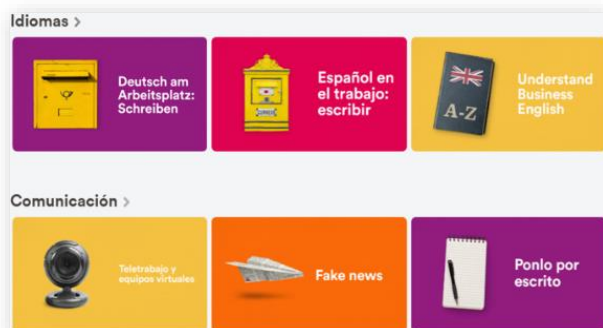 Idiomas >
Deutsch am
Arbeitsplatz:
Schreiben
Español en
el trabajo:
escribir
A-Z
Understand
Business
English
Comunicación >
Teletrabajo y
equipos virtuales
Fake news
Ponlo por
escrito